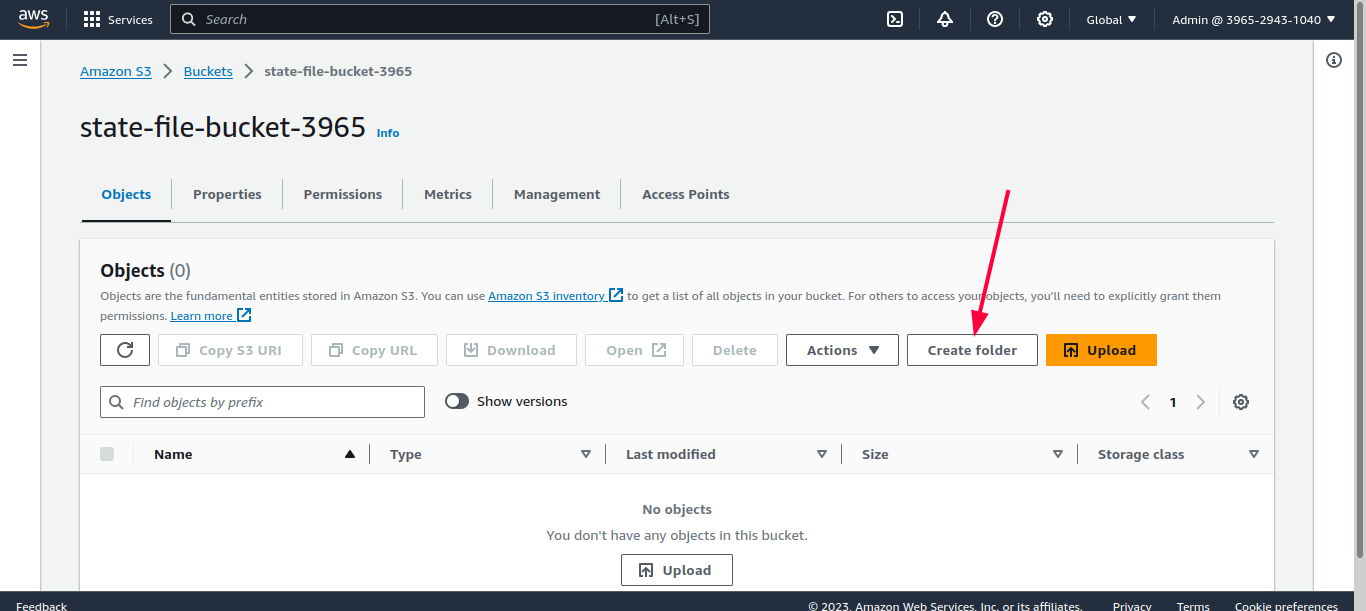 aws Services Search [Alt+S] Global Admin @ 3965-2943-1040
Amazon S3 Buckets state-file-bucket-3965
state-file-bucket-3965 Info
Objects Properties Permissions Metrics Management Access Points
Objects (0)
Objects are the fundamental entities stored in Amazon S3. You can use Amazon S3 inventory to get a list of all objects in your bucket. For others to access your objects, you'll need to explicitly grant them
permissions. Learn more
Copy S3 URI Copy URL Download Open Delete Actions Create folder Upload
Find objects by prefix Show versions 1
Name Type Last modified Size Storage class
No objects
You don't have any objects in this bucket.
Upload
Feedback © 2023, Amazon Web Services, Inc. or its affiliates. Privacy Terms Cookie preferences